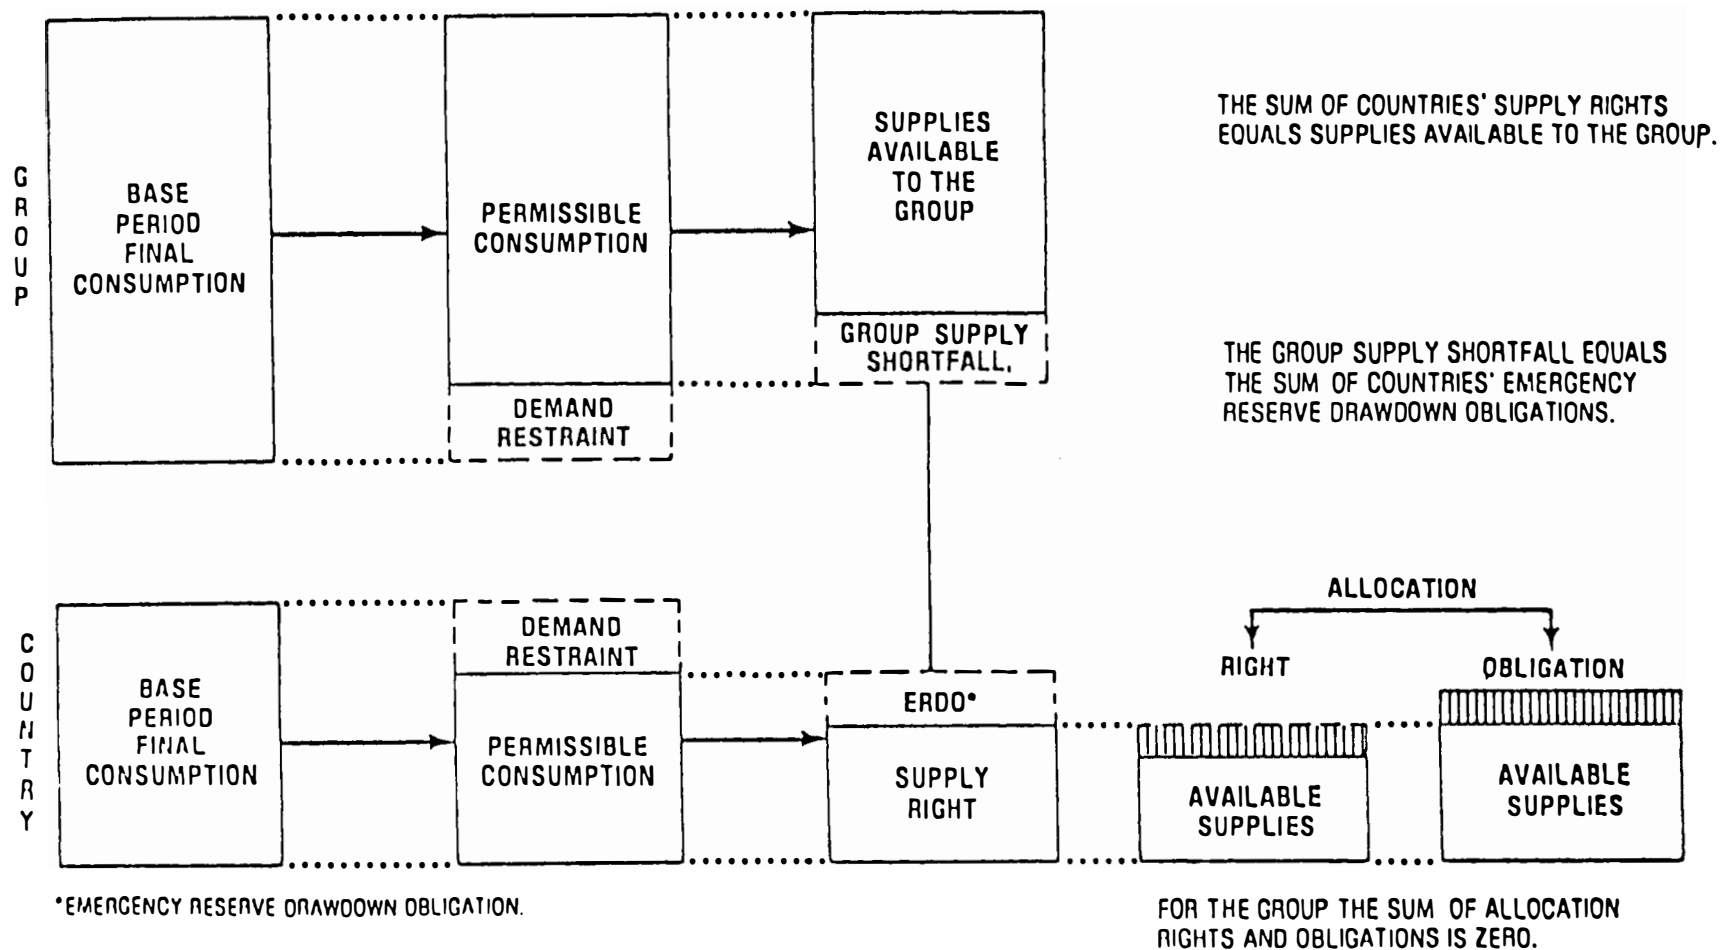 GROUP
BASE
PERIOD
FINAL
CONSUMPTION
PERMISSIBLE
CONSUMPTION
DEMAND
RESTRAINT
SUPPLIES
AVAILABLE
TO THE
GROUP
GROUP SUPPLY
SHORTFALL.
THE SUM OF COUNTRIES' SUPPLY RIGHTS
EQUALS SUPPLIES AVAILABLE TO THE GROUP.
THE GROUP SUPPLY SHORTFALL EQUALS
THE SUM OF COUNTRIES' EMERGENCY
RESERVE DRAWDOWN OBLIGATIONS.
COUNTRY
BASE
PERIOD
FINAL
CONSUMPTION
DEMAND
RESTRAINT
PERMISSIBLE
CONSUMPTION
ERDO*
SUPPLY
RIGHT
ALLOCATION
RIGHT
OBLIGATION
AVAILABLE
SUPPLIES
AVAILABLE
SUPPLIES
*EMERGENCY RESERVE DRAWDOWN OBLIGATION.
FOR THE GROUP THE SUM OF ALLOCATION
RIGHTS AND OBLIGATIONS IS ZERO.